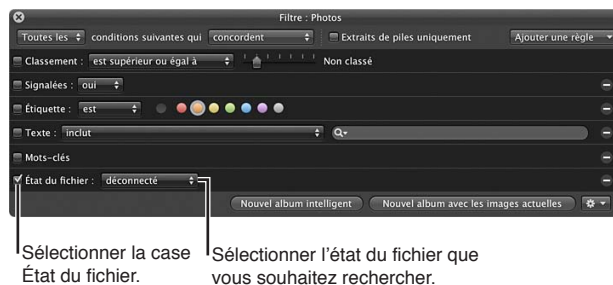 Filtre : Photos
Toutes les conditions suivantes qui concordent Extraits de piles uniquement Ajouter une règle
Classement : est supérieur ou égal à Non classé
Signalées : oui
Étiquette : est
Texte : inclut
Mots-clés
État du fichier : déconnecté
Nouvel album intelligent Nouvel album avec les images actuelles
Sélectionner la case
État du fichier.
Sélectionner l’état du fichier que
vous souhaitez rechercher.